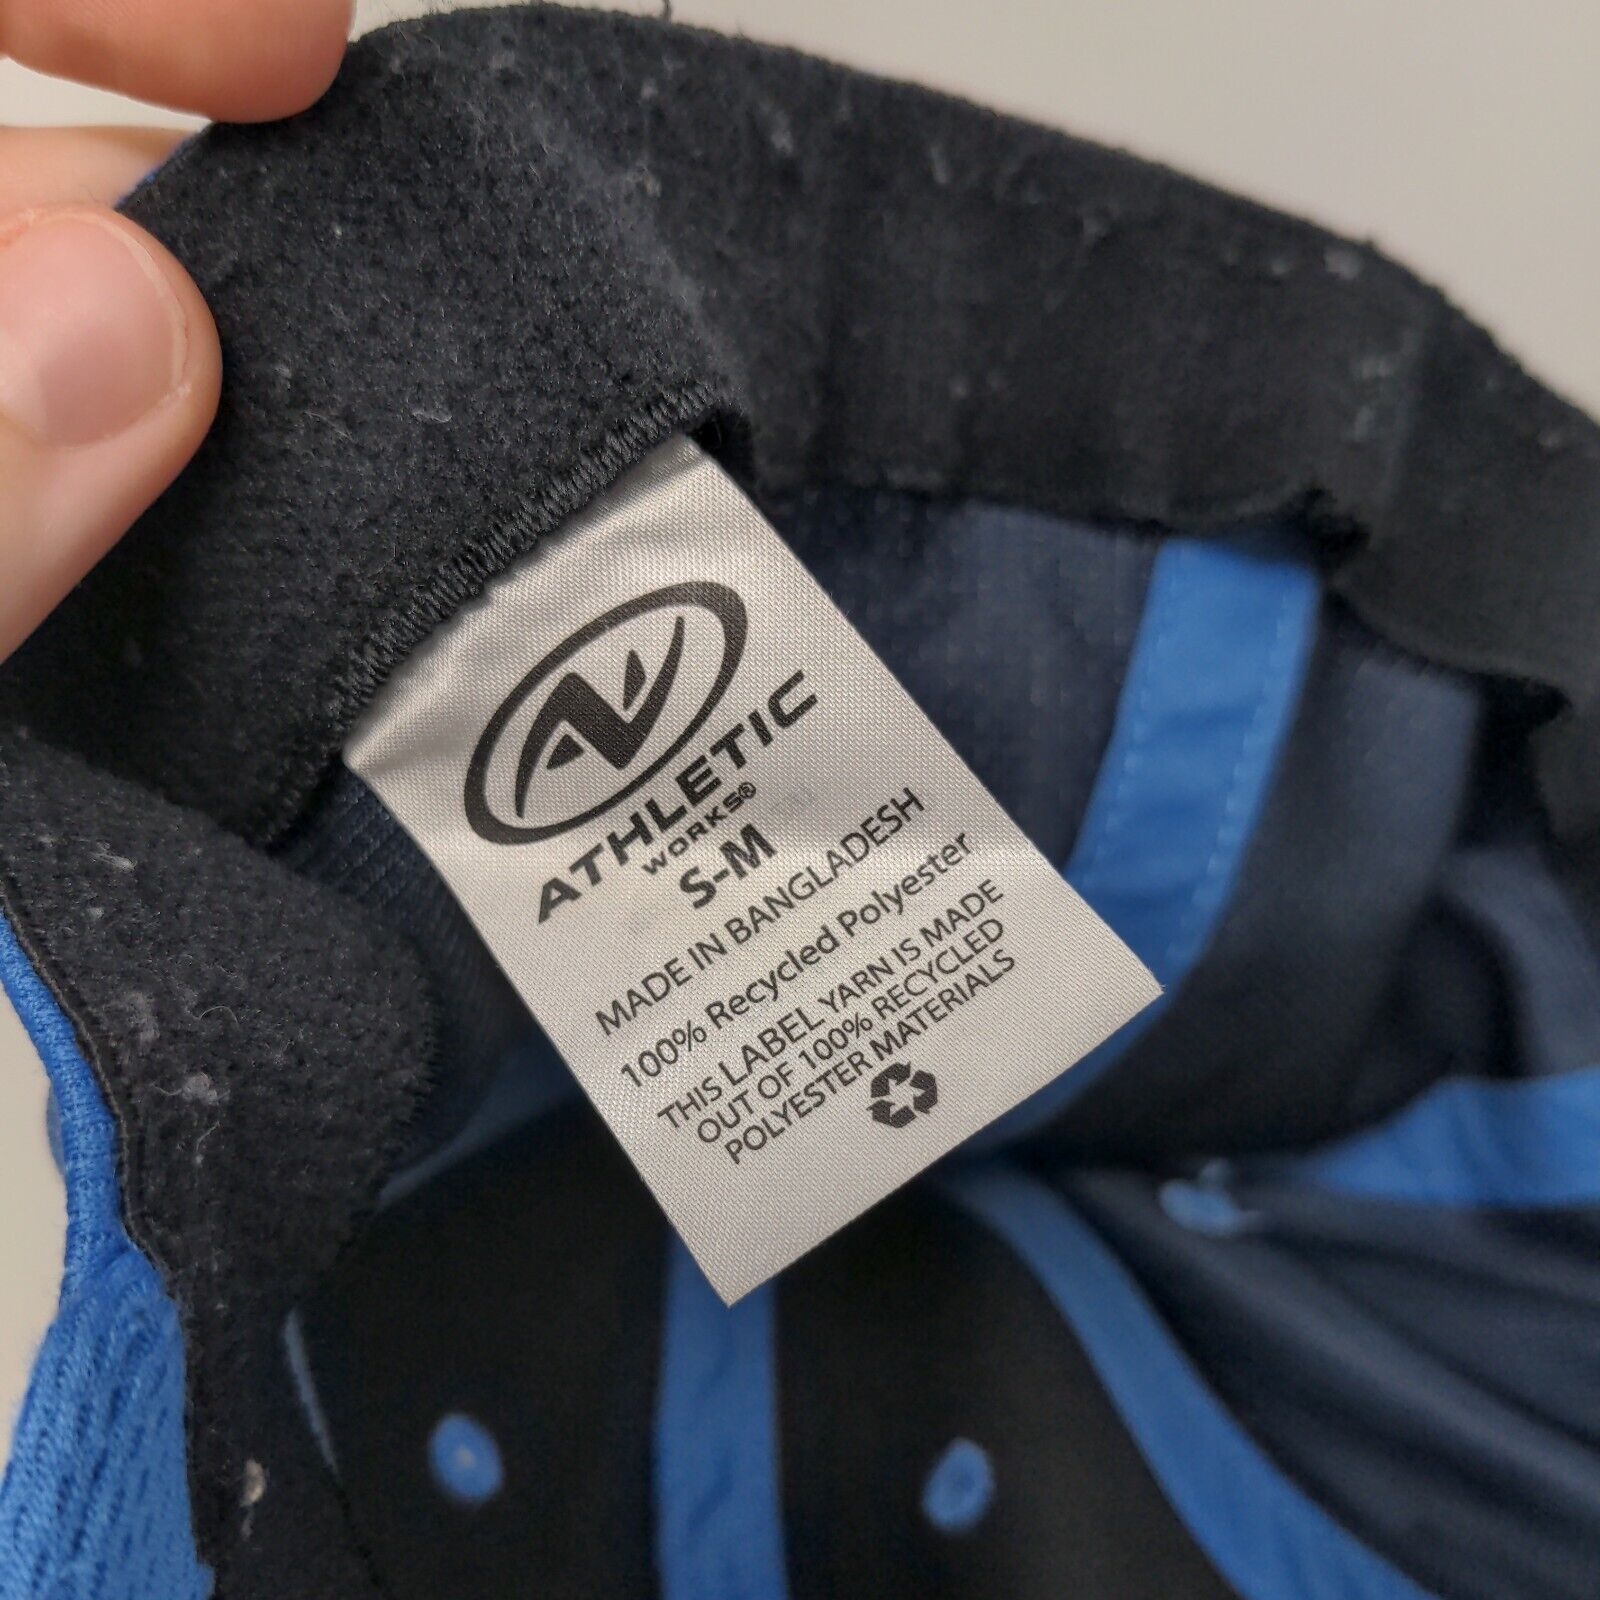 ATHLETIC
WORKS®
S-M
MADE IN BANGLADESH
100% Recycled Polyester
THIS LABEL YARN IS MADE
OUT OF 100% RECYCLED
POLYESTER MATERIALS